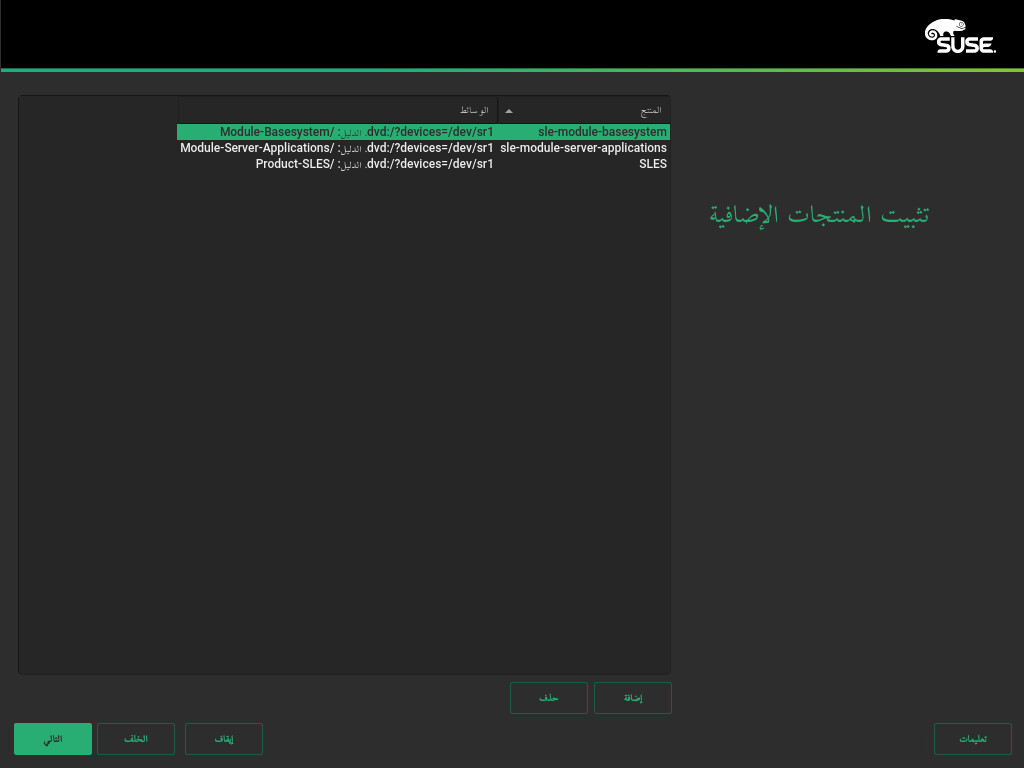 SUSE.
المنتج الوسائط
sle-module-basesystem dvd:/?devices=/dev/sr1. الدليل: /Module-Basesystem
sle-module-server-applications dvd:/?devices=/dev/sr1. الدليل: /Module-Server-Applications
SLES dvd:/?devices=/dev/sr1. الدليل: /Product-SLES
تثبيت المنتجات الإضافية
إضافة حذف
تعليمات إيقاف الخلف التالي